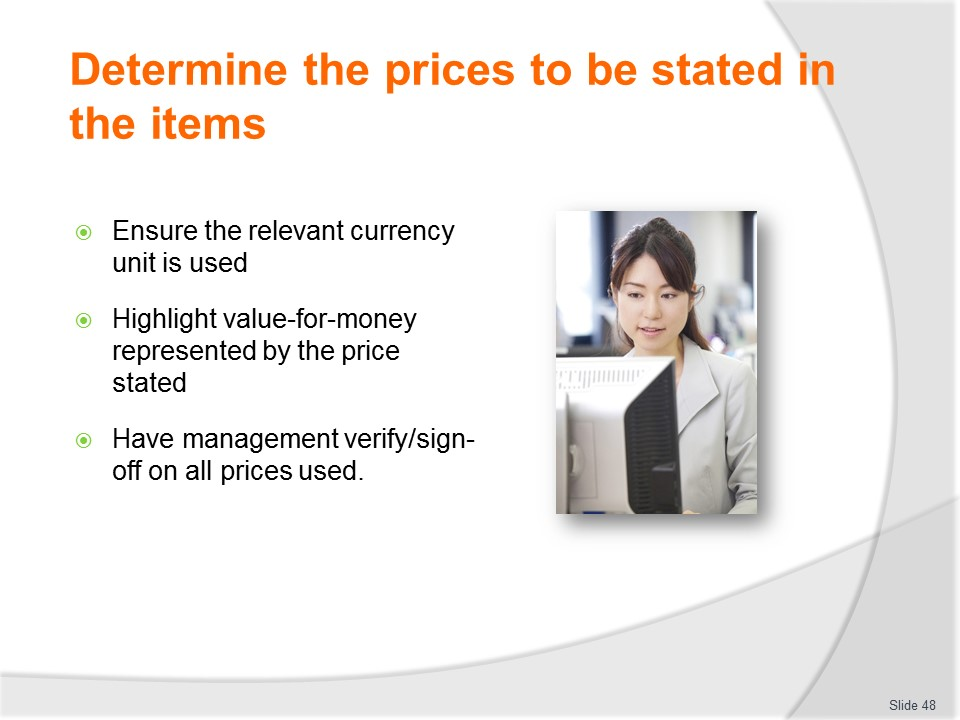 Determine the prices to be stated in
the items
Ensure the relevant currency
unit is used
Highlight value-for-money
represented by the price
stated
Have management verify/sign-
off on all prices used.
Slide 48